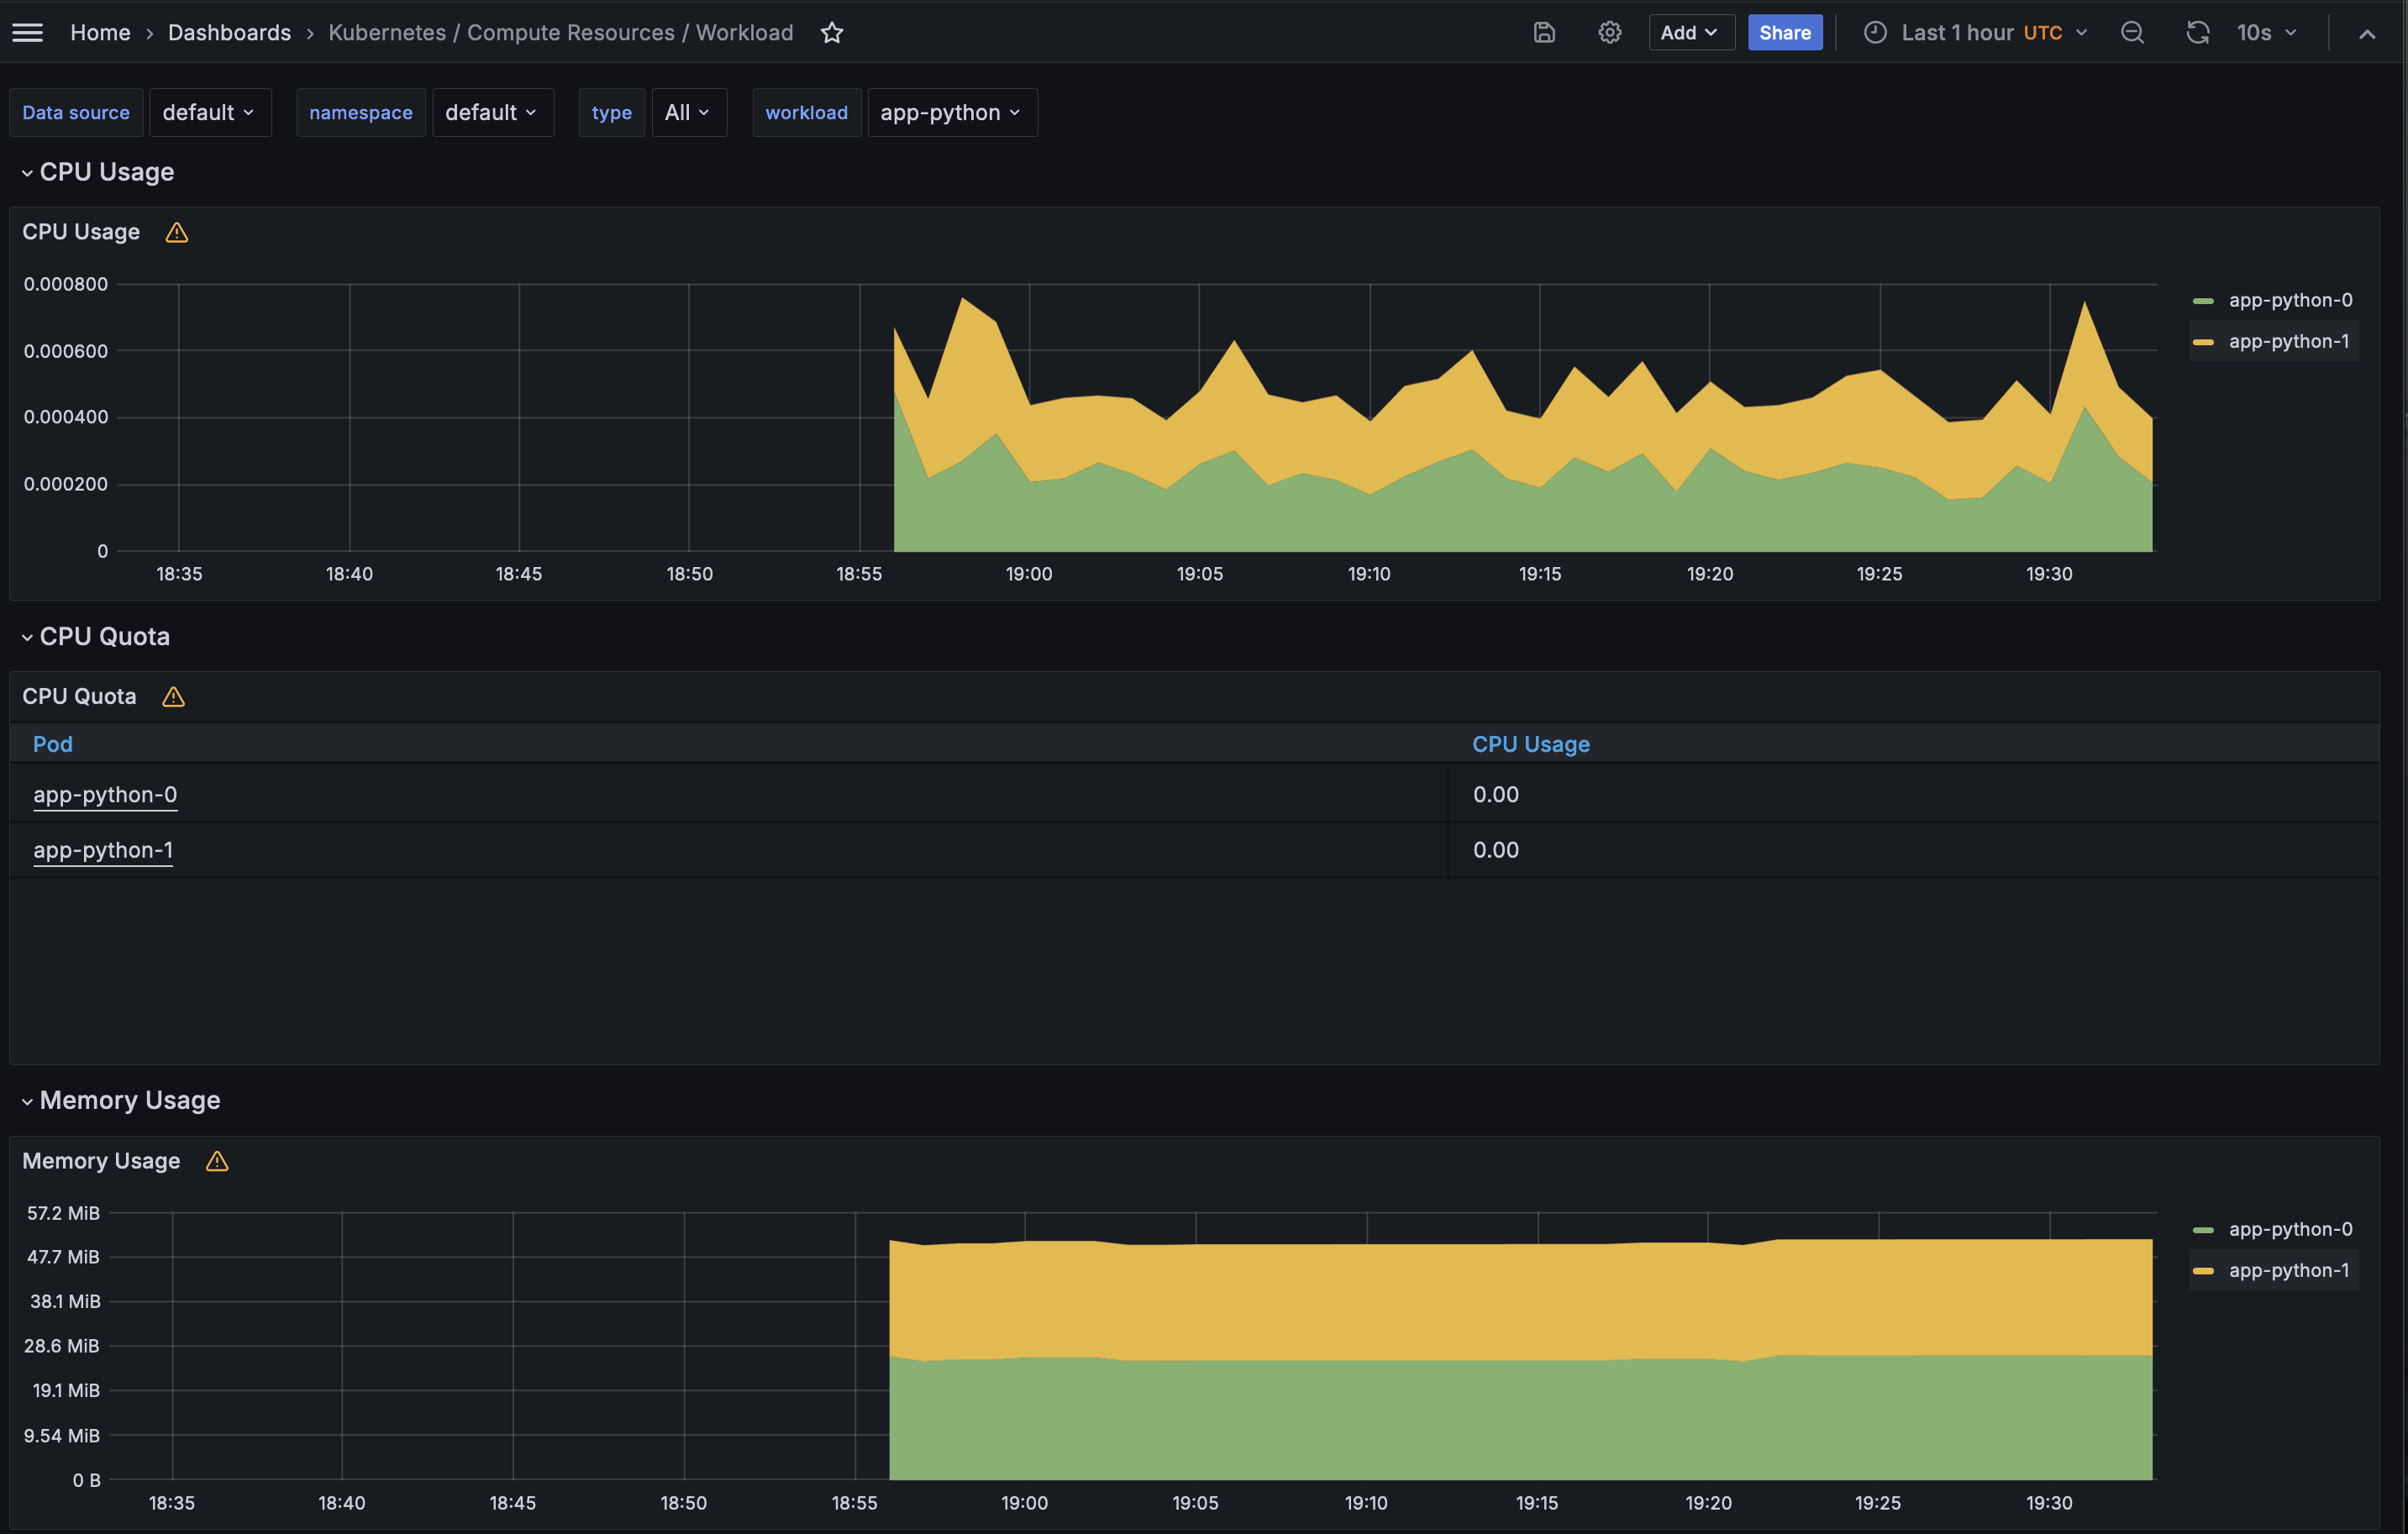 Home › Dashboards › Kubernetes / Compute Resources / Workload
Add
Share
Last 1 hour UTC
10s
Data source default namespace default type All workload app-python
CPU Usage
CPU Usage
0.000800
0.000600
0.000400
0.000200
0
18:35 18:40 18:45 18:50 18:55 19:00 19:05 19:10 19:15 19:20 19:25 19:30
app-python-0
app-python-1
CPU Quota
CPU Quota
Pod CPU Usage
app-python-0 0.00
app-python-1 0.00
Memory Usage
Memory Usage
57.2 MiB
47.7 MiB
38.1 MiB
28.6 MiB
19.1 MiB
9.54 MiB
0 B
18:35 18:40 18:45 18:50 18:55 19:00 19:05 19:10 19:15 19:20 19:25 19:30
app-python-0
app-python-1